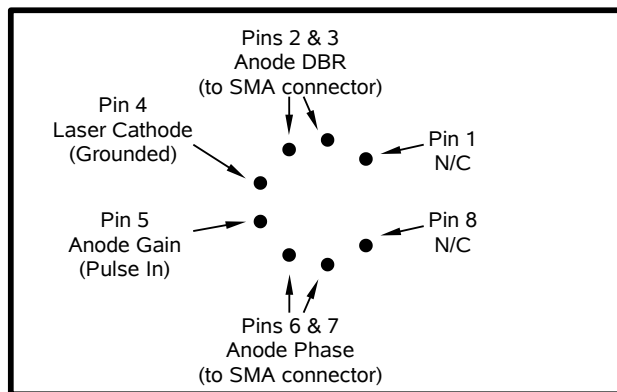 Pins 2 & 3
Anode DBR
(to SMA connector)
Pin 4
Laser Cathode
(Grounded)
Pin 1
N/C
Pin 5
Anode Gain
(Pulse In)
Pin 8
N/C
Pins 6 & 7
Anode Phase
(to SMA connector)